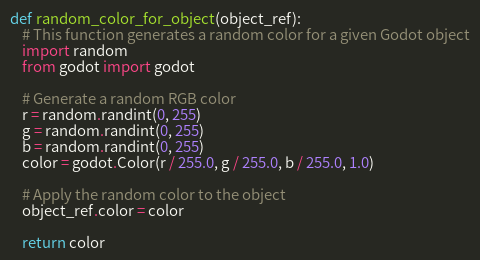 def random_color_for_object(object_ref):
    # This function generates a random color for a given Godot object
    import random
    from godot import godot

    # Generate a random RGB color
    r = random.randint(0, 255)
    g = random.randint(0, 255)
    b = random.randint(0, 255)
    color = godot.Color(r / 255.0, g / 255.0, b / 255.0, 1.0)

    # Apply the random color to the object
    object_ref.color = color

    return color